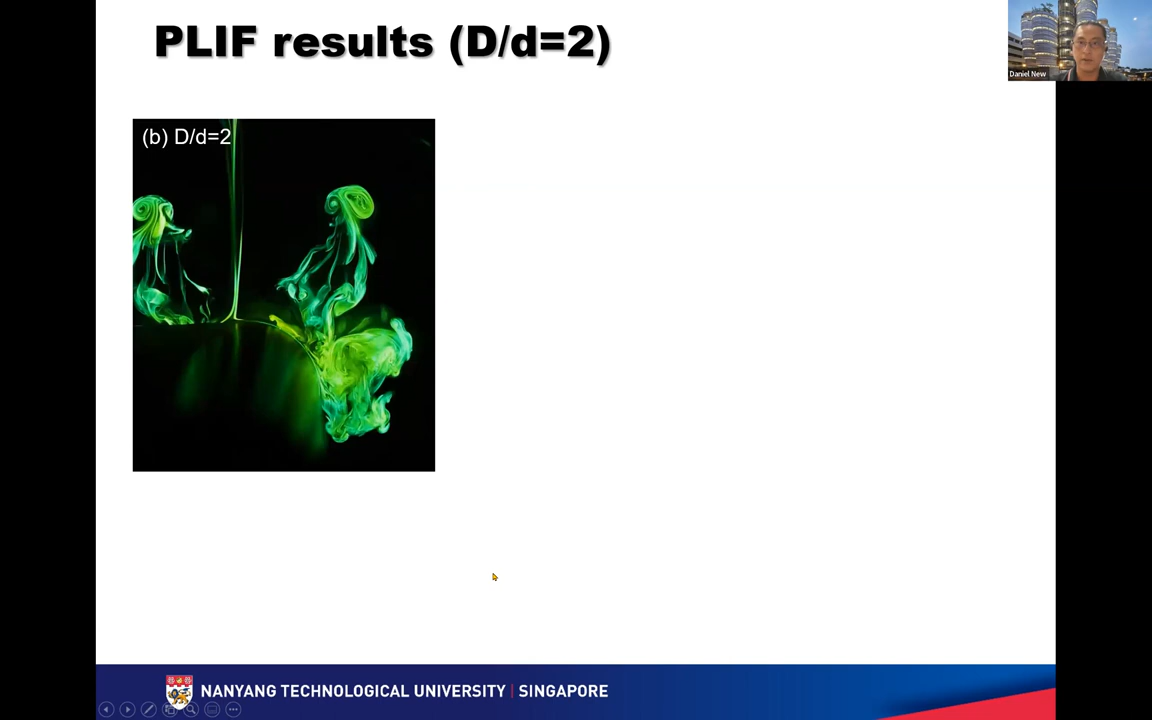 PLIF results (D/d=2)
Daniel New
(b) D/d=2
NANYANG TECHNOLOGICAL UNIVERSITY | SINGAPORE